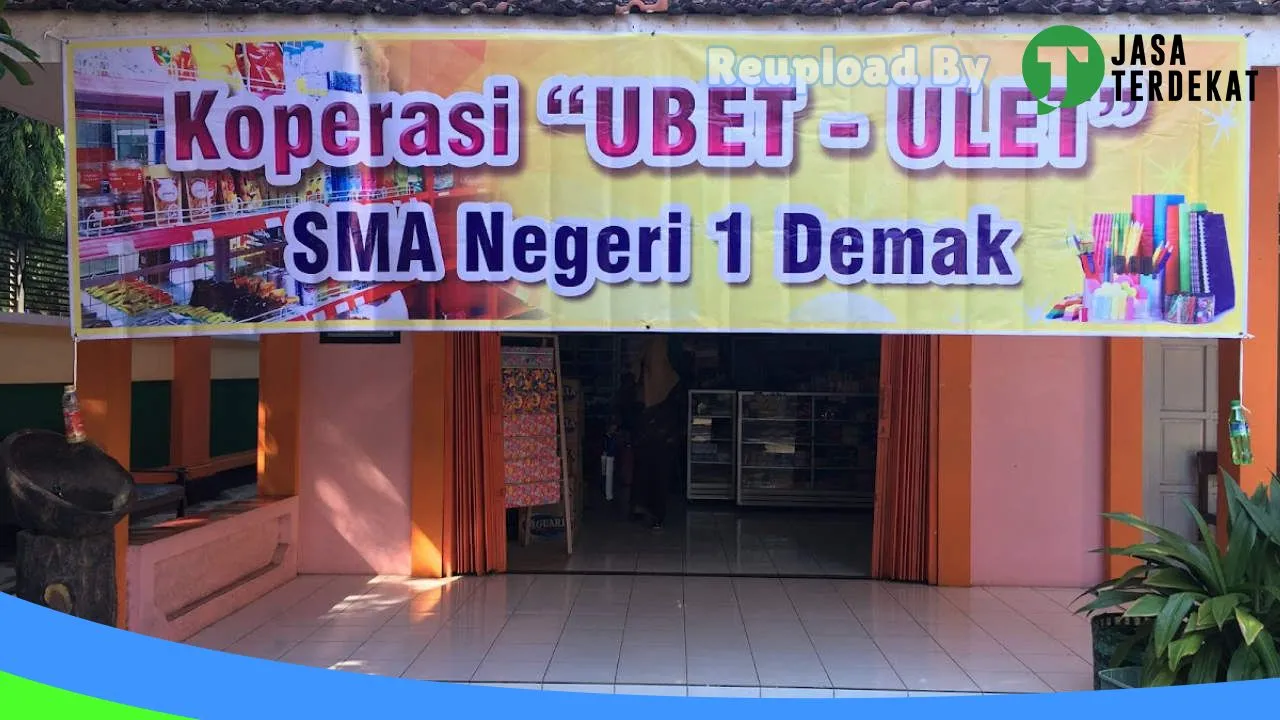 Reupload By
JASA
TERDEKAT
Koperasi “UBET - ULET”
SMA Negeri 1 Demak